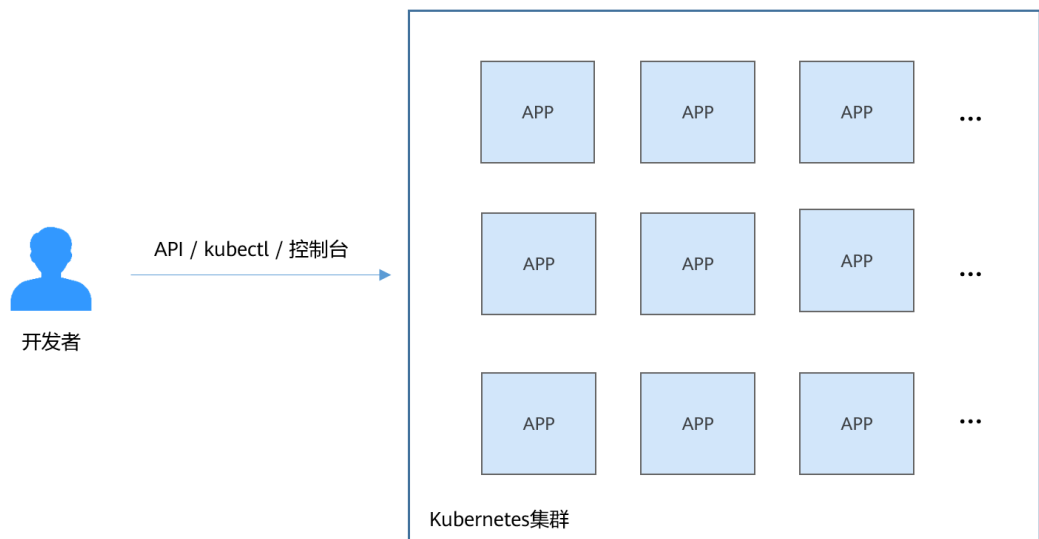 APP APP APP ...
API / kubectl / 控制台
APP APP APP ...
开发者
APP APP APP ...
Kubernetes集群